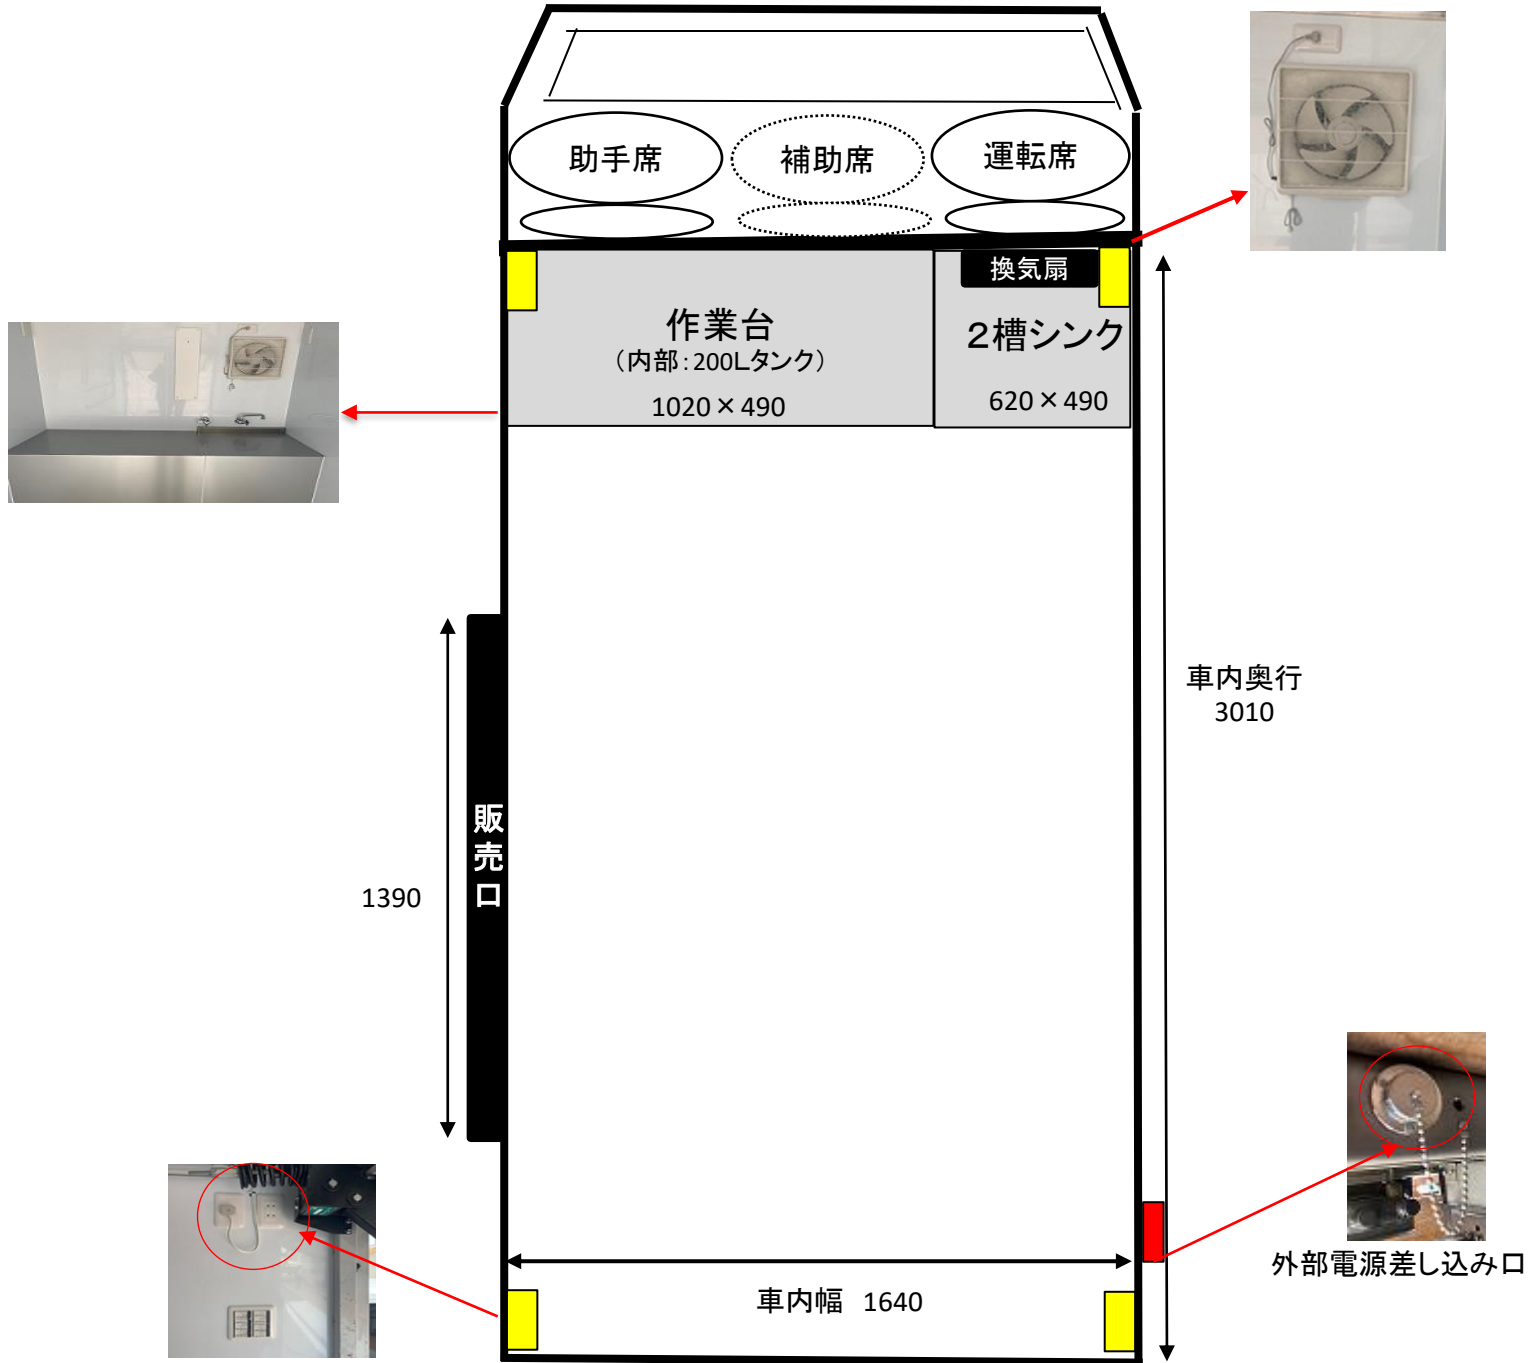 助手席
補助席
運転席
換気扇
作業台
（内部：200Lタンク）
1020×490
２槽シンク
620×490
車内奥行
3010
販売口
1390
外部電源差し込み口
車内幅 1640